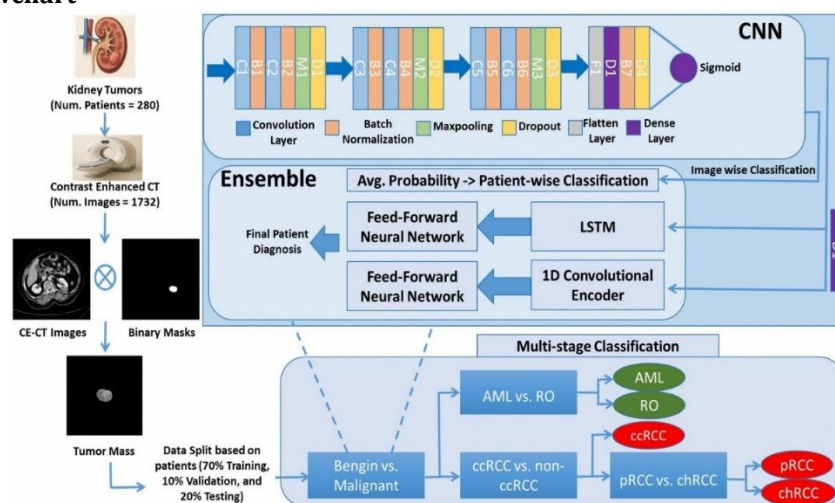 Kidney Tumors
(Num. Patients = 280)
Contrast Enhanced CT
(Num. Images = 1732)
CE-CT Images
Binary Masks
Tumor Mass
Data Split based on
patients (70% Training,
10% Validation, and
20% Testing)
CNN
C1 B1 C2 B2 M1 D1
C3 B3 C4 B4 M2 D2
C5 B5 C6 B6 M3 D3
F1 D1 B7 D4
Sigmoid
Convolution
Layer
Batch
Normalization
Maxpooling
Dropout
Flatten
Layer
Dense
Layer
Image wise Classification
Ensemble
Avg. Probability -> Patient-wise Classification
Final Patient
Diagnosis
Feed-Forward
Neural Network
LSTM
Feed-Forward
Neural Network
1D Convolutional
Encoder
Multi-stage Classification
Bengin vs.
Malignant
AML vs. RO
AML
RO
ccRCC vs. non-
ccRCC
ccRCC
pRCC vs. chRCC
pRCC
chRCC